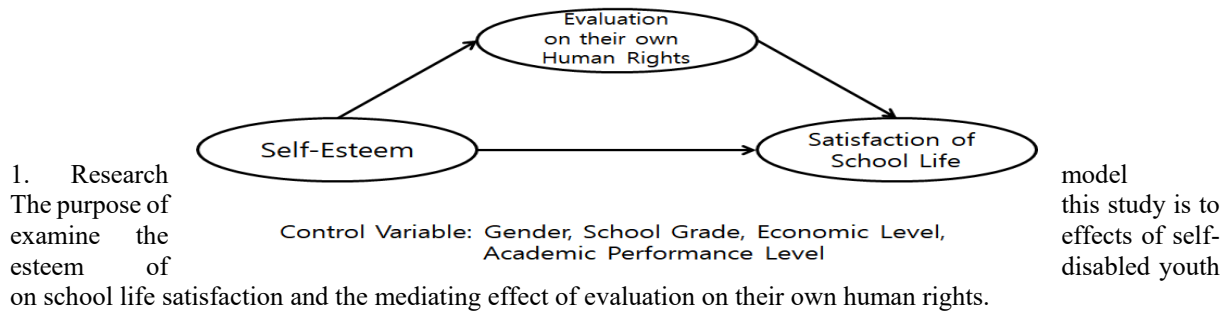 Evaluation
on their own
Human Rights
Self-Esteem
Satisfaction of
School Life
Control Variable: Gender, School Grade, Economic Level,
Academic Performance Level
1. Research model
The purpose of this study is to
examine the effects of self-
esteem of disabled youth
on school life satisfaction and the mediating effect of evaluation on their own human rights.